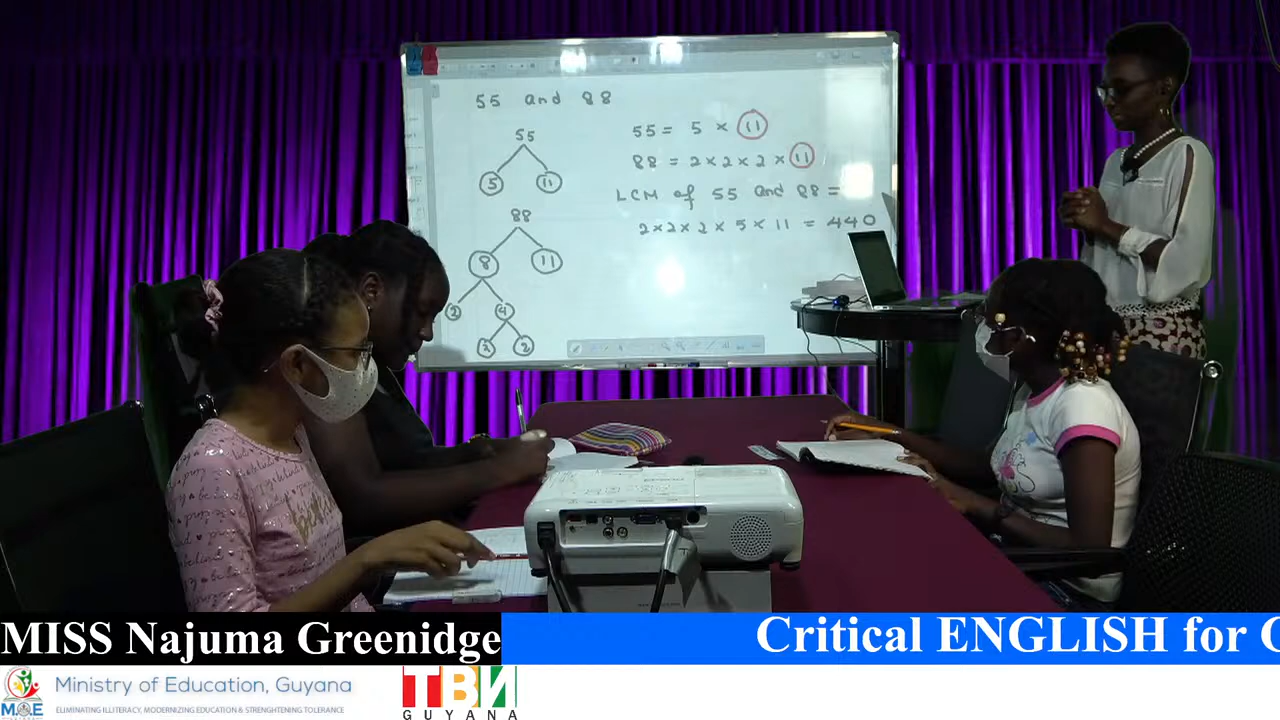 55 and 88
55
5 11
88
8 11
2 4
2 2
55 = 5 × 11
88 = 2×2×2×11
LCM of 55 and 88 =
2×2×2×5×11 = 440
MISS Najuma Greenidge
Critical ENGLISH for
Ministry of Education, Guyana
ELIMINATING ILLITERACY, MODERNIZING EDUCATION & STRENGHTENING TOLERANCE
M.O.E
TBN
GUYANA